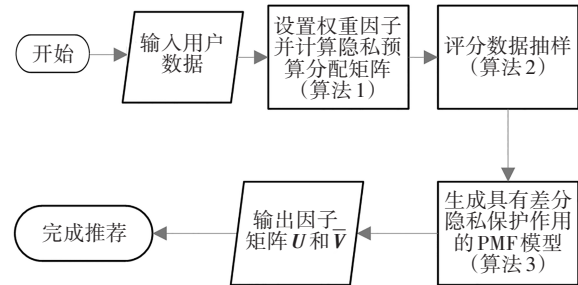 开始
输入用户
数据
设置权重因子
并计算隐私预
算分配矩阵
（算法1）
评分数据抽样
（算法2）
生成具有差分
隐私保护作用
的PMF模型
（算法3）
输出因子
矩阵U和V̅
完成推荐